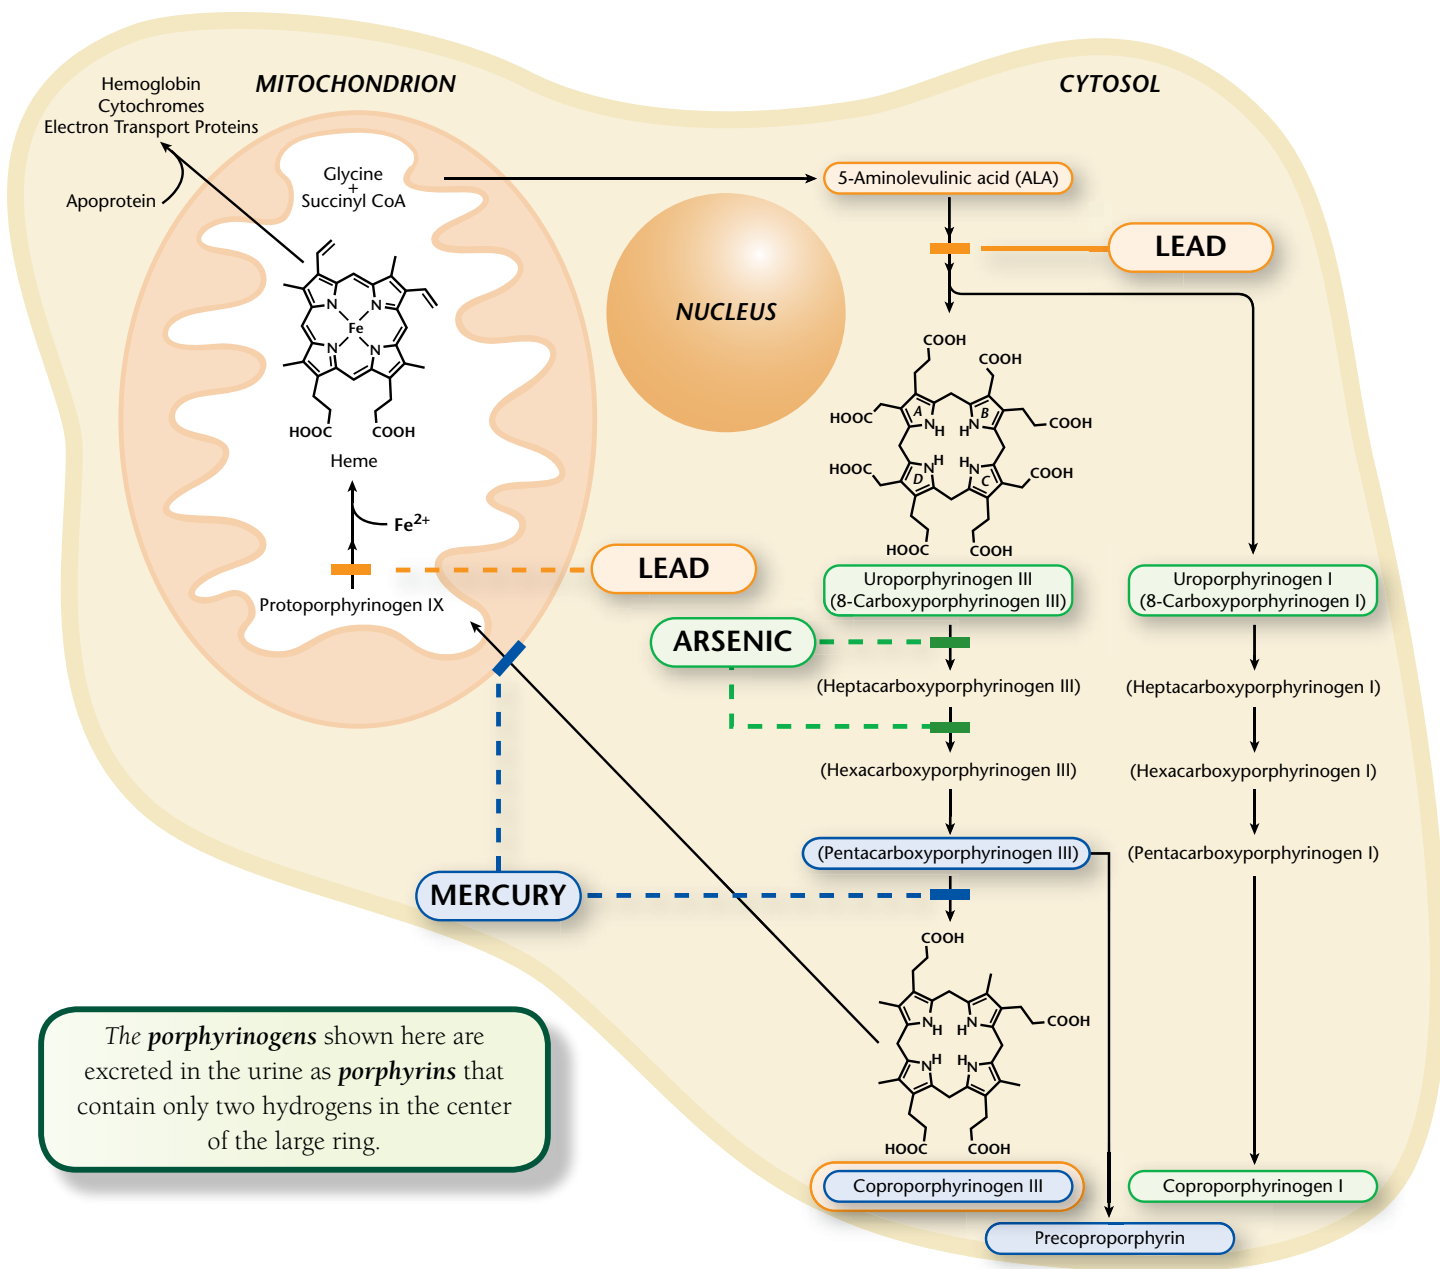 MITOCHONDRION
CYTOSOL
Hemoglobin
Cytochromes
Electron Transport Proteins
Apoprotein
Glycine
+
Succinyl CoA
5-Aminolevulinic acid (ALA)
LEAD
NUCLEUS
N
N
Fe
N
N
HOOC
COOH
Heme
Fe2+
LEAD
Protoporphyrinogen IX
COOH
COOH
HOOC
A
B
COOH
N
H
H
N
HOOC
H
N
H
N
COOH
D
C
HOOC
COOH
Uroporphyrinogen III
(8-Carboxyporphyrinogen III)
Uroporphyrinogen I
(8-Carboxyporphyrinogen I)
ARSENIC
(Heptacarboxyporphyrinogen III)
(Heptacarboxyporphyrinogen I)
(Hexacarboxyporphyrinogen III)
(Hexacarboxyporphyrinogen I)
(Pentacarboxyporphyrinogen III)
(Pentacarboxyporphyrinogen I)
MERCURY
COOH
COOH
N
H
H
N
H
N
H
N
HOOC
COOH
The porphyrinogens shown here are
excreted in the urine as porphyrins that
contain only two hydrogens in the center
of the large ring.
Coproporphyrinogen III
Coproporphyrinogen I
Precoproporphyrin